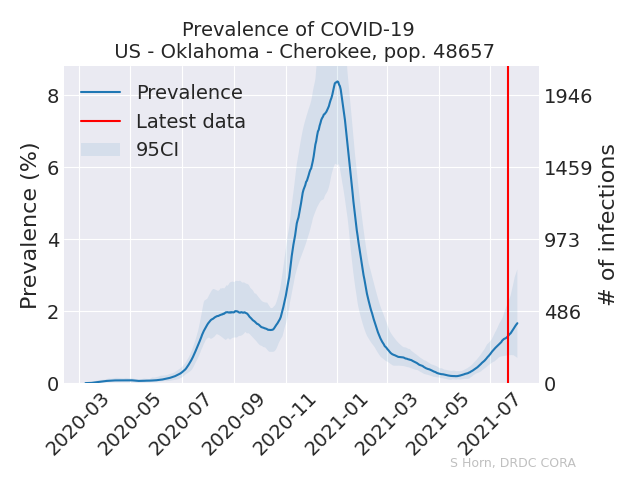 Prevalence of COVID-19
US - Oklahoma - Cherokee, pop. 48657
Prevalence
Latest data
95CI
Prevalence (%)
8
6
4
2
0
# of infections
1946
1459
973
486
0
2020-03
2020-05
2020-07
2020-09
2020-11
2021-01
2021-03
2021-05
2021-07
S Horn, DRDC CORA